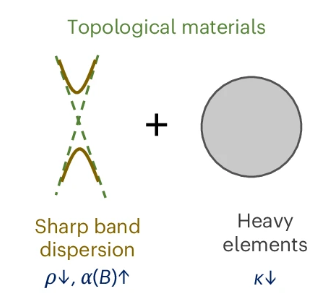 Topological materials
+
Sharp band
dispersion
ρ↓, α(B)↑
Heavy
elements
κ↓